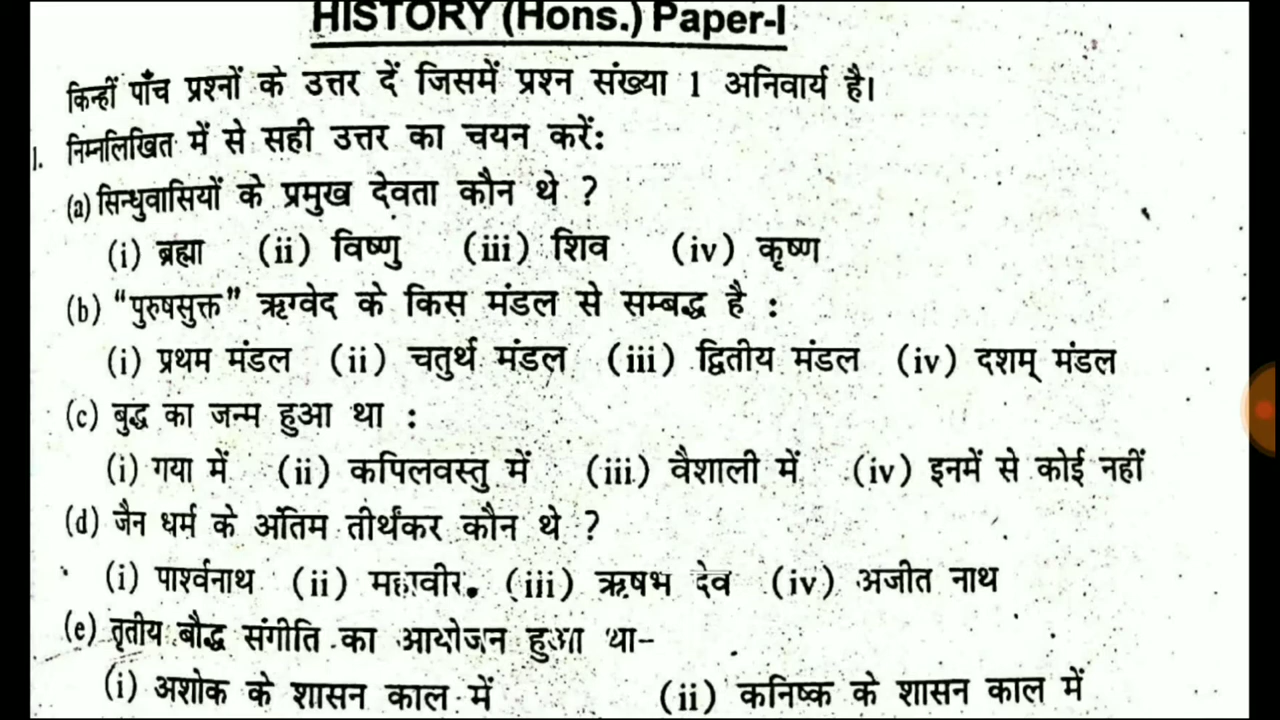 HISTORY (Hons.) Paper-I
किन्हीं पाँच प्रश्नों के उत्तर दें जिसमें प्रश्न संख्या 1 अनिवार्य है।
1. निम्नलिखित में से सही उत्तर का चयन करें:
(a) सिन्धुवासियों के प्रमुख देवता कौन थे ?
(i) ब्रह्मा (ii) विष्णु (iii) शिव (iv) कृष्ण
(b) “पुरुषसुक्त” ऋग्वेद के किस मंडल से सम्बद्ध है :
(i) प्रथम मंडल (ii) चतुर्थ मंडल (iii) द्वितीय मंडल (iv) दशम् मंडल
(c) बुद्ध का जन्म हुआ था :
(i) गया में (ii) कपिलवस्तु में (iii) वैशाली में (iv) इनमें से कोई नहीं
(d) जैन धर्म के अंतिम तीर्थंकर कौन थे ?
(i) पार्श्वनाथ (ii) महावीर. (iii) ऋषभ देव (iv) अजीत नाथ
(e) तृतीय बौद्ध संगीति का आयोजन हुआ था-
(i) अशोक के शासन काल में (ii) कनिष्क के शासन काल में